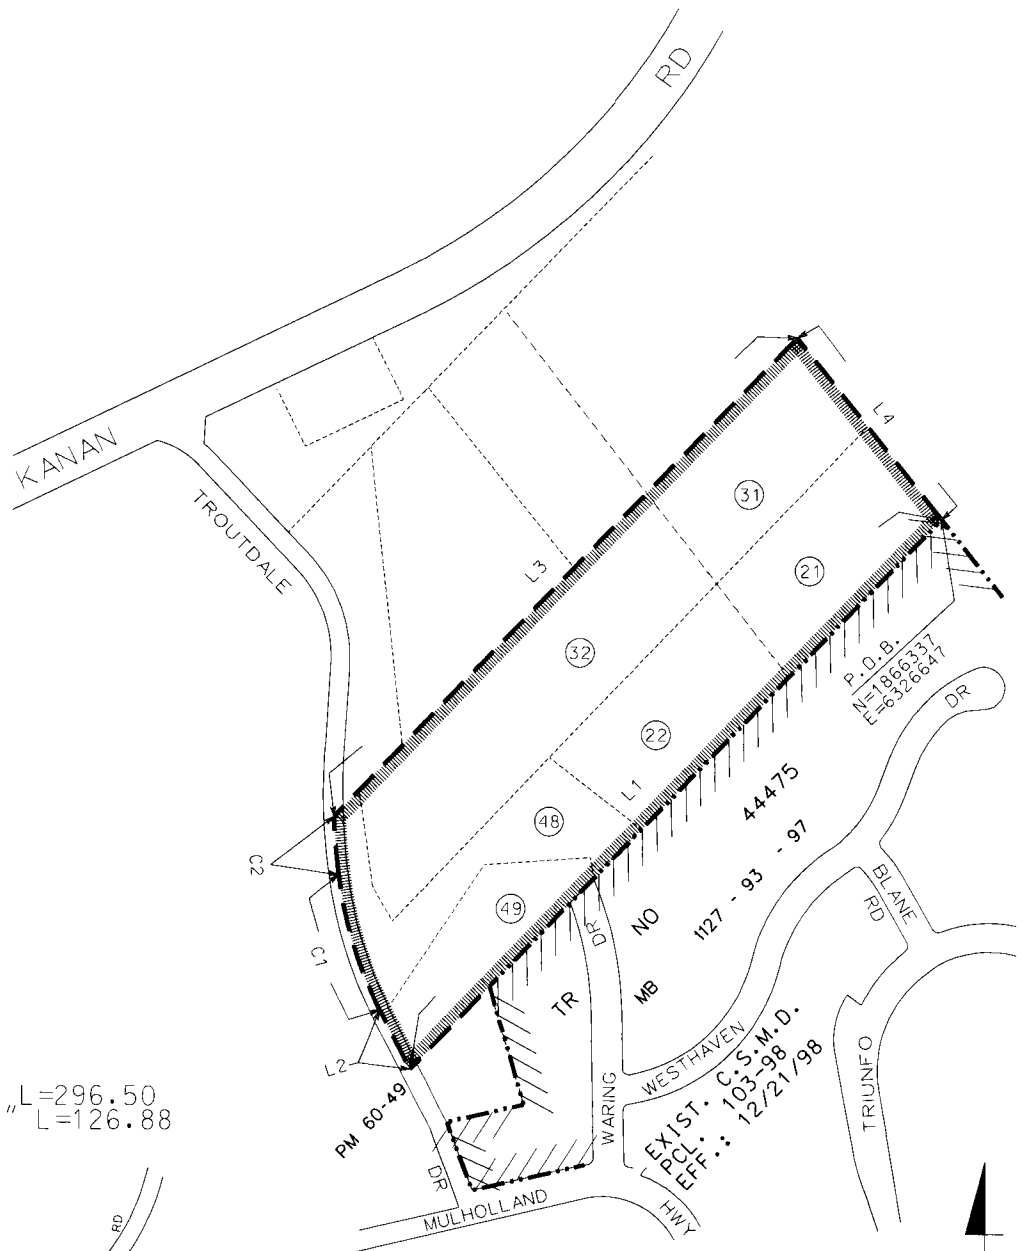 RD
KANAN
TROUTDALE
L4
31
21
L3
32
P.O.B.
N=1866337
E=6326647
DR
22
L1
44475
48
C2
1127 - 93 - 97
BLANE
RD
49
DR
NO
C1
TR
MB
L2
WESTHAVEN
EXIST. C.S.M.D.
PCL. 103-98
EFF.: 12/21/98
TRIUNFO
L=296.50
" L=126.88
PM 60-49
WARING
DR
MULHOLLAND
HWY
RD